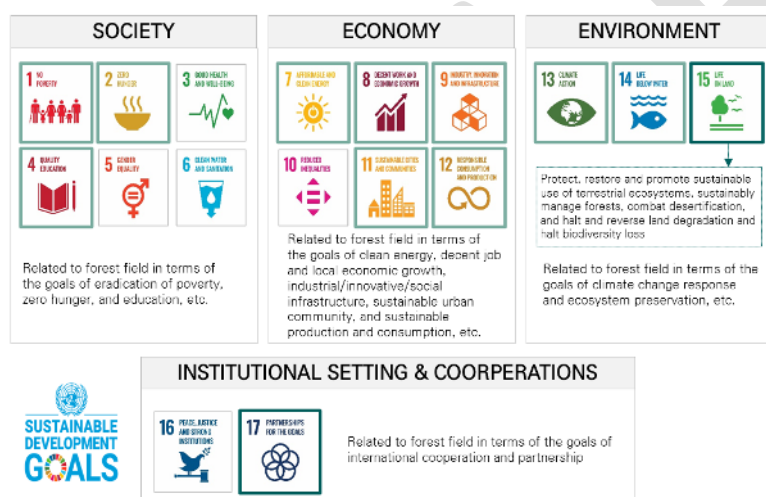 SOCIETY
1 NO
POVERTY
2 ZERO
HUNGER
3 GOOD HEALTH
AND WELL-BEING
4 QUALITY
EDUCATION
5 GENDER
EQUALITY
6 CLEAN WATER
AND SANITATION
Related to forest field in terms of
the goals of eradication of poverty,
zero hunger, and education, etc.
ECONOMY
7 AFFORDABLE AND
CLEAN ENERGY
8 DECENT WORK AND
ECONOMIC GROWTH
9 INDUSTRY, INNOVATION
AND INFRASTRUCTURE
10 REDUCED
INEQUALITIES
11 SUSTAINABLE CITIES
AND COMMUNITIES
12 RESPONSIBLE
CONSUMPTION
AND PRODUCTION
Related to forest field in terms of
the goals of clean energy, decent job
and local economic growth,
industrial/innovative/social
infrastructure, sustainable urban
community, and sustainable
production and consumption, etc.
ENVIRONMENT
13 CLIMATE
ACTION
14 LIFE
BELOW WATER
15 LIFE
ON LAND
Protect, restore and promote sustainable
use of terrestrial ecosystems, sustainably
manage forests, combat desertification,
and halt and reverse land degradation and
halt biodiversity loss
Related to forest field in terms of the
goals of climate change response
and ecosystem preservation, etc.
INSTITUTIONAL SETTING & COORPERATIONS
SUSTAINABLE
DEVELOPMENT
GOALS
16 PEACE, JUSTICE
AND STRONG
INSTITUTIONS
17 PARTNERSHIPS
FOR THE GOALS
Related to forest field in terms of the goals of
international cooperation and partnership